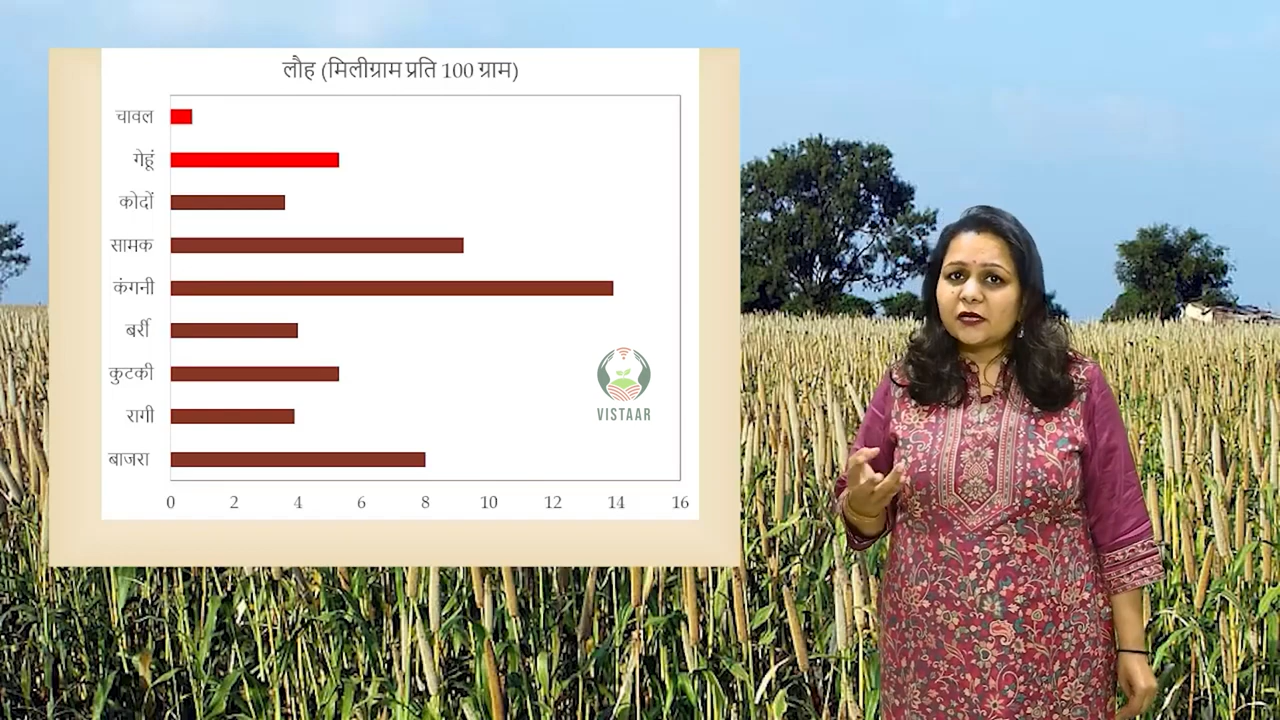 लौह (मिलीग्राम प्रति 100 ग्राम)
चावल
गेहूं
कोदों
सामक
कंगनी
बर्री
कुटकी
रागी
बाजरा
0 2 4 6 8 10 12 14 16
VISTAAR